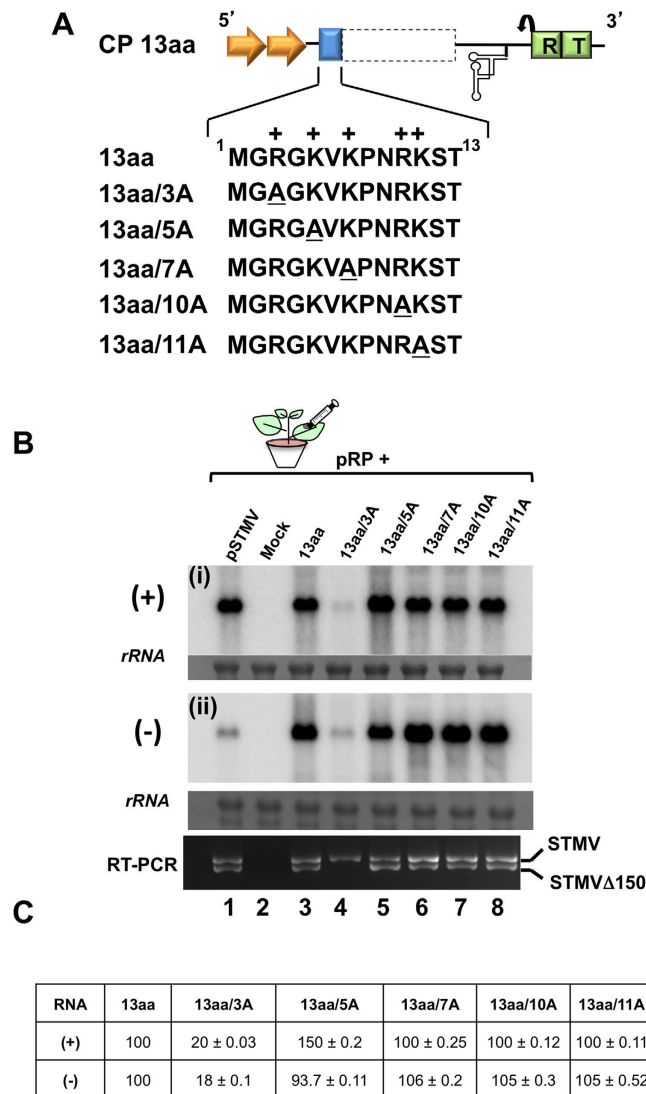 A
5’ 3’
CP 13aa
R T
+ + + ++
13aa 1MGRGKVKPNRKST13
13aa/3A MGAGKVKPNRKST
13aa/5A MGRGAVKPNRKST
13aa/7A MGRGKVAPNRKST
13aa/10A MGRGKVKPNAKST
13aa/11A MGRGKVKPNRAST
B
pRP +
pSTMV Mock 13aa 13aa/3A 13aa/5A 13aa/7A 13aa/10A 13aa/11A
(i)
(+)
rRNA
(ii)
(-)
rRNA
RT-PCR STMV
STMVΔ150
1 2 3 4 5 6 7 8
C
RNA 13aa 13aa/3A 13aa/5A 13aa/7A 13aa/10A 13aa/11A
(+) 100 20 ± 0.03 150 ± 0.2 100 ± 0.25 100 ± 0.12 100 ± 0.11
(-) 100 18 ± 0.1 93.7 ± 0.11 106 ± 0.2 105 ± 0.3 105 ± 0.52